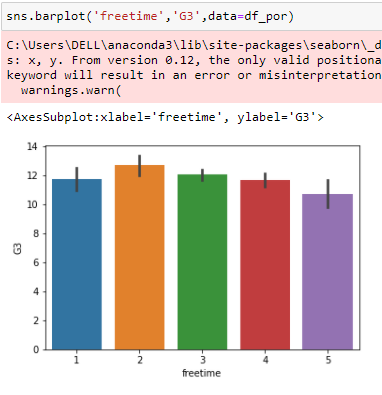 sns.barplot('freetime','G3',data=df_por)
C:\Users\DELL\anaconda3\lib\site-packages\seaborn\_d
s: x, y. From version 0.12, the only valid positiona
keyword will result in an error or misinterpretation
warnings.warn(
<AxesSubplot:xlabel='freetime', ylabel='G3'>
14
12
10
8
6
4
2
0
G3
1 2 3 4 5
freetime